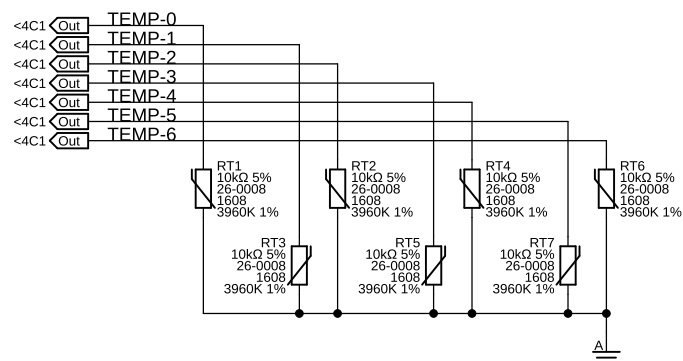 <4C1 Out TEMP-0
<4C1 Out TEMP-1
<4C1 Out TEMP-2
<4C1 Out TEMP-3
<4C1 Out TEMP-4
<4C1 Out TEMP-5
<4C1 Out TEMP-6
RT1
10kΩ 5%
26-0008
1608
3960K 1%
RT2
10kΩ 5%
26-0008
1608
3960K 1%
RT4
10kΩ 5%
26-0008
1608
3960K 1%
RT6
10kΩ 5%
26-0008
1608
3960K 1%
RT3
10kΩ 5%
26-0008
1608
3960K 1%
RT5
10kΩ 5%
26-0008
1608
3960K 1%
RT7
10kΩ 5%
26-0008
1608
3960K 1%
A